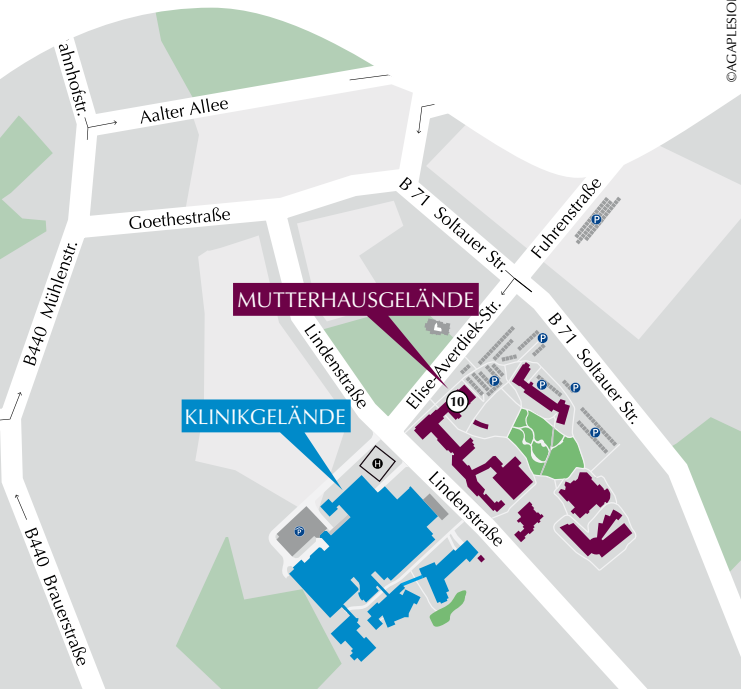 ©AGAPLESION
ahnhofstr.
Aalter Allee
B 71 Soltauer Str.
Goethestraße
Fuhrenstraße
P
B440 Mühlenstr.
MUTTERHAUSGELÄNDE
Elise-Averdiek-Str.
B 71 Soltauer Str.
Lindenstraße
P
P
P
P
P
10
KLINIKGELÄNDE
H
Lindenstraße
P
B440 Brauerstraße